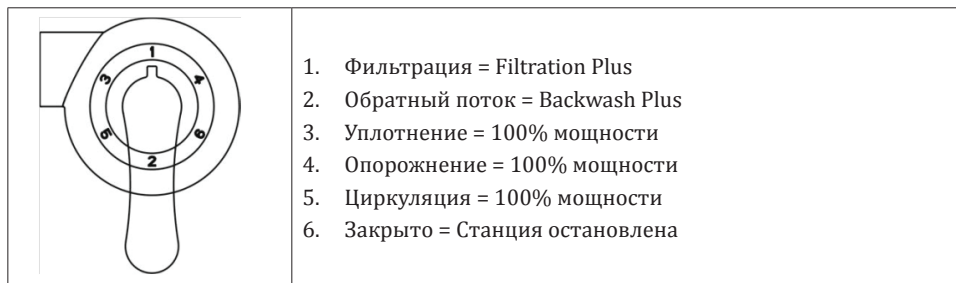 1
3
4
5
6
2
1. Фильтрация = Filtration Plus
2. Обратный поток = Backwash Plus
3. Уплотнение = 100% мощности
4. Опорожнение = 100% мощности
5. Циркуляция = 100% мощности
6. Закрыто = Станция остановлена